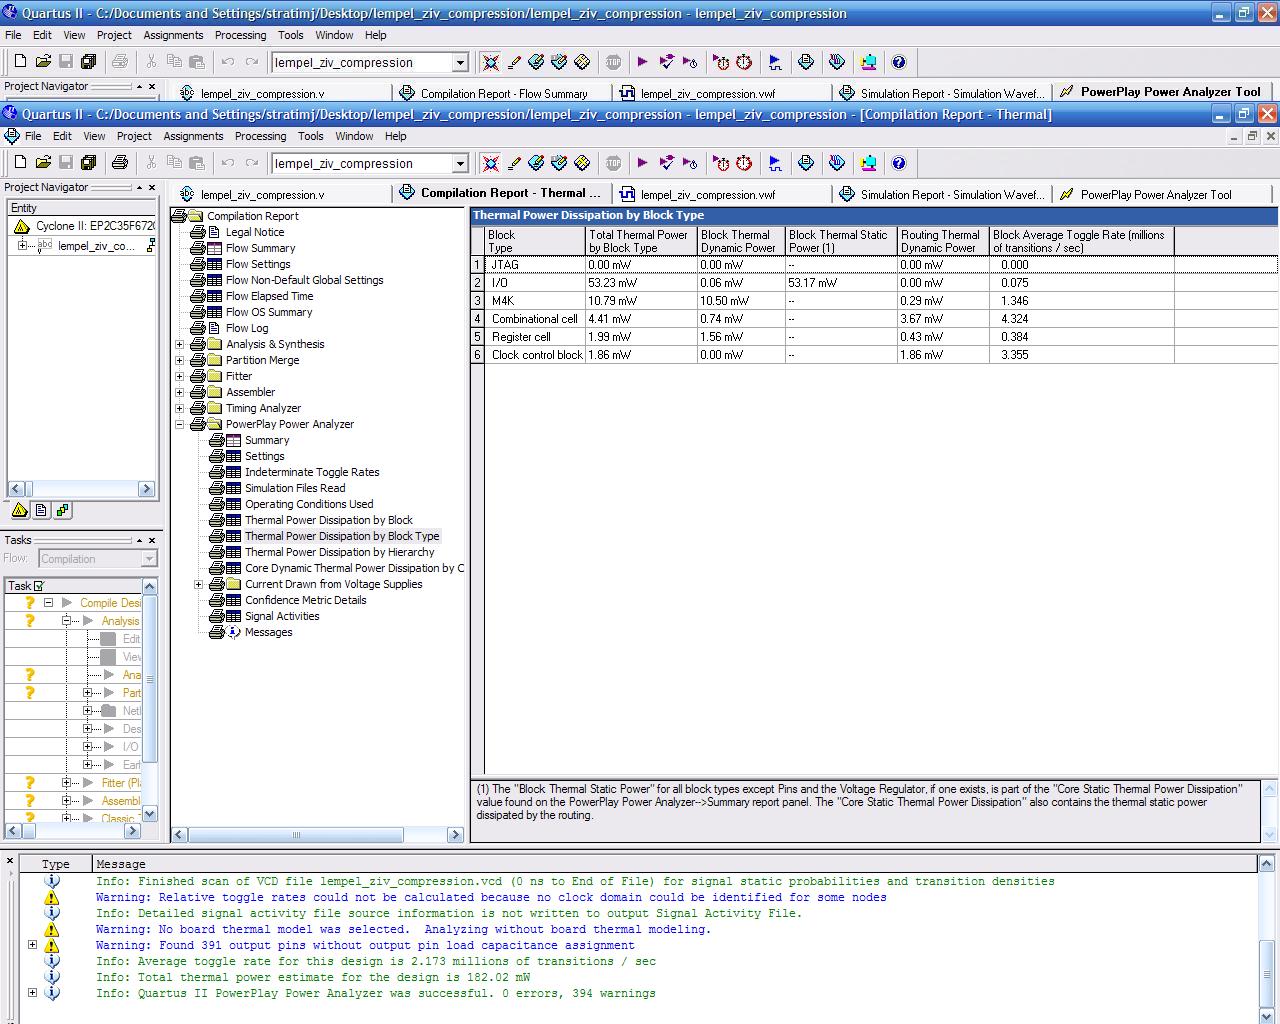 Quartus II - C:/Documents and Settings/stratimj/Desktop/lempel_ziv_compression/lempel_ziv_compression - lempel_ziv_compression
File Edit View Project Assignments Processing Tools Window Help
lempel_ziv_compression
Project Navigator
lempel_ziv_compression.v
Compilation Report - Flow Summary
lempel_ziv_compression.vwf
Simulation Report - Simulation Wavef...
PowerPlay Power Analyzer Tool
Quartus II - C:/Documents and Settings/stratimj/Desktop/lempel_ziv_compression/lempel_ziv_compression - lempel_ziv_compression - [Compilation Report - Thermal]
File Edit View Project Assignments Processing Tools Window Help
lempel_ziv_compression
Project Navigator
lempel_ziv_compression.v
Compilation Report - Thermal ...
lempel_ziv_compression.vwf
Simulation Report - Simulation Wavef...
PowerPlay Power Analyzer Tool
Entity
Cyclone II: EP2C35F672C
lempel_ziv_co...
Tasks
Flow: Compilation
Task
Compile Desi
Analysis
Edit
View
Ana
Part
Netl
Des
I/O
Earl
Fitter (Pl
Assembl
Classic T
Compilation Report
Legal Notice
Flow Summary
Flow Settings
Flow Non-Default Global Settings
Flow Elapsed Time
Flow OS Summary
Flow Log
Analysis & Synthesis
Partition Merge
Fitter
Assembler
Timing Analyzer
PowerPlay Power Analyzer
Summary
Settings
Indeterminate Toggle Rates
Simulation Files Read
Operating Conditions Used
Thermal Power Dissipation by Block
Thermal Power Dissipation by Block Type
Thermal Power Dissipation by Hierarchy
Core Dynamic Thermal Power Dissipation by C
Current Drawn from Voltage Supplies
Confidence Metric Details
Signal Activities
Messages
Thermal Power Dissipation by Block Type
Block Type | Total Thermal Power by Block Type | Block Thermal Dynamic Power | Block Thermal Static Power (1) | Routing Thermal Dynamic Power | Block Average Toggle Rate (millions of transitions / sec)
1 JTAG 0.00 mW 0.00 mW -- 0.00 mW 0.000
2 I/O 53.23 mW 0.06 mW 53.17 mW 0.00 mW 0.075
3 M4K 10.79 mW 10.50 mW -- 0.29 mW 1.346
4 Combinational cell 4.41 mW 0.74 mW -- 3.67 mW 4.324
5 Register cell 1.99 mW 1.56 mW -- 0.43 mW 0.384
6 Clock control block 1.86 mW 0.00 mW -- 1.86 mW 3.355
(1) The "Block Thermal Static Power" for all block types except Pins and the Voltage Regulator, if one exists, is part of the "Core Static Thermal Power Dissipation"
value found on the PowerPlay Power Analyzer-->Summary report panel. The "Core Static Thermal Power Dissipation" also contains the thermal static power
dissipated by the routing.
Type Message
Info: Finished scan of VCD file lempel_ziv_compression.vcd (0 ns to End of File) for signal static probabilities and transition densities
Warning: Relative toggle rates could not be calculated because no clock domain could be identified for some nodes
Info: Detailed signal activity file source information is not written to output Signal Activity File.
Warning: No board thermal model was selected.  Analyzing without board thermal modeling.
Warning: Found 391 output pins without output pin load capacitance assignment
Info: Average toggle rate for this design is 2.173 millions of transitions / sec
Info: Total thermal power estimate for the design is 182.02 mW
Info: Quartus II PowerPlay Power Analyzer was successful. 0 errors, 394 warnings